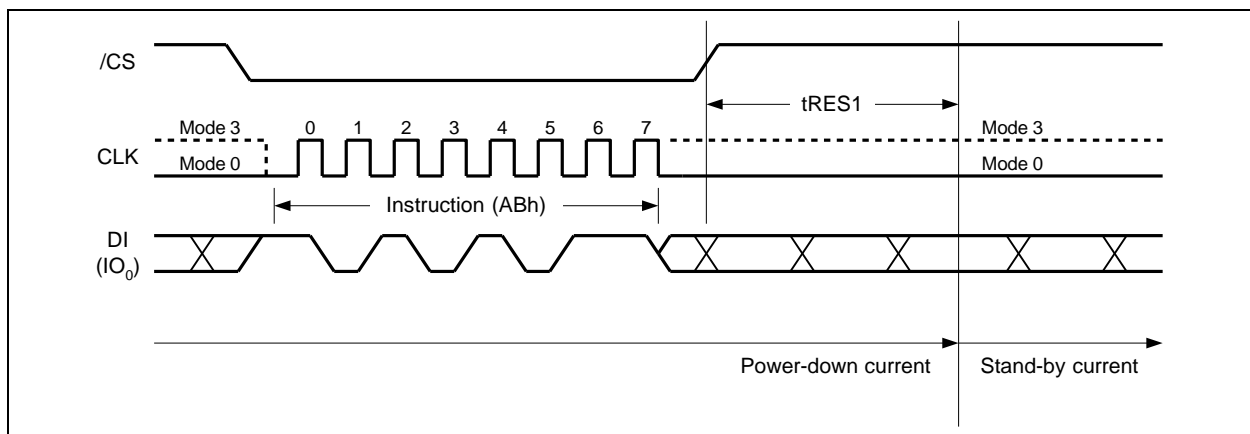 /CS
tRES1
Mode 3 0 1 2 3 4 5 6 7 Mode 3
CLK
Mode 0 Mode 0
Instruction (ABh)
DI
(IO0)
Power-down current Stand-by current